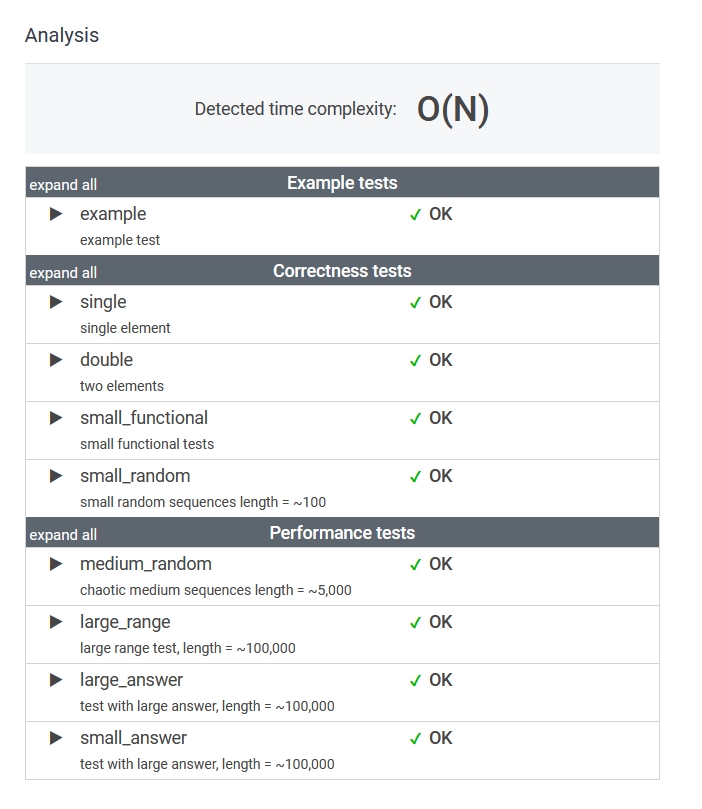 Analysis
Detected time complexity: O(N)
expand all Example tests
▶ example ✓ OK
example test
expand all Correctness tests
▶ single ✓ OK
single element
▶ double ✓ OK
two elements
▶ small_functional ✓ OK
small functional tests
▶ small_random ✓ OK
small random sequences length = ~100
expand all Performance tests
▶ medium_random ✓ OK
chaotic medium sequences length = ~5,000
▶ large_range ✓ OK
large range test, length = ~100,000
▶ large_answer ✓ OK
test with large answer, length = ~100,000
▶ small_answer ✓ OK
test with large answer, length = ~100,000